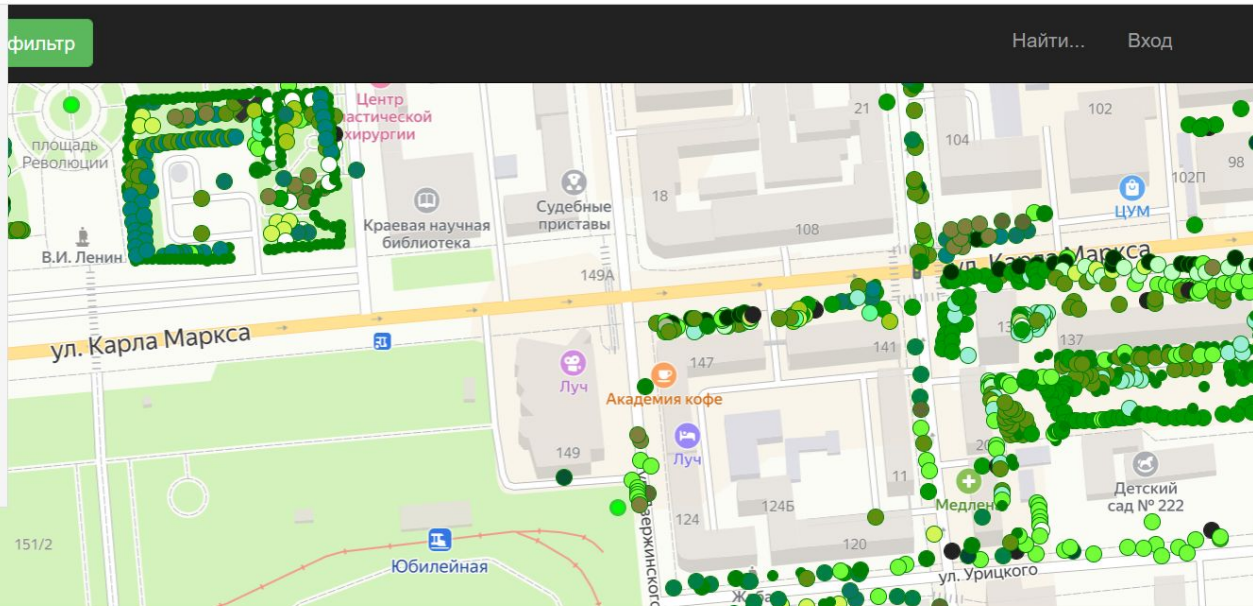 фильтр
Найти...
Вход
Центр
астической
хирургии
21
102
104
площадь
Революции
98
102П
ЦУМ
18
Судебные
приставы
Краевая научная
библиотека
108
В.И. Ленин
149А
ул. Карла Маркса
ул. Карла Маркса
137
141
147
Луч
Академия кофе
149
Луч
11
20
Детский
сад № 222
124Б
124
120
151/2
Юбилейная
ул. Урицкого